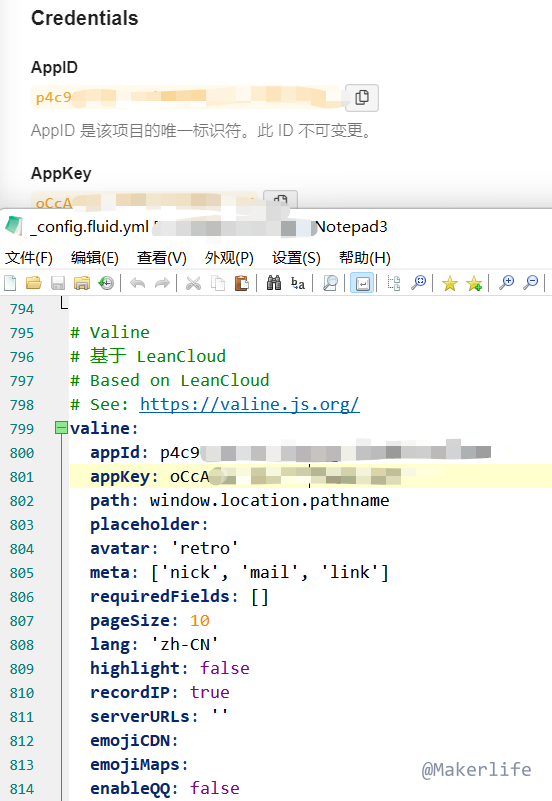 Credentials
AppID
p4c9
AppID 是该项目的唯一标识符。此 ID 不可变更。
AppKey
oCcA
_config.fluid.yml Notepad3
文件(F) 编辑(E) 查看(V) 外观(P) 设置(S) 帮助(H)
794
795 # Valine
796 # 基于 LeanCloud
797 # Based on LeanCloud
798 # See: https://valine.js.org/
799 valine:
800 appId: p4c9
801 appKey: oCcA
802 path: window.location.pathname
803 placeholder:
804 avatar: 'retro'
805 meta: ['nick', 'mail', 'link']
806 requiredFields: []
807 pageSize: 10
808 lang: 'zh-CN'
809 highlight: false
810 recordIP: true
811 serverURLs: ''
812 emojiCDN:
813 emojiMaps:
814 enableQQ: false
@Makerlife